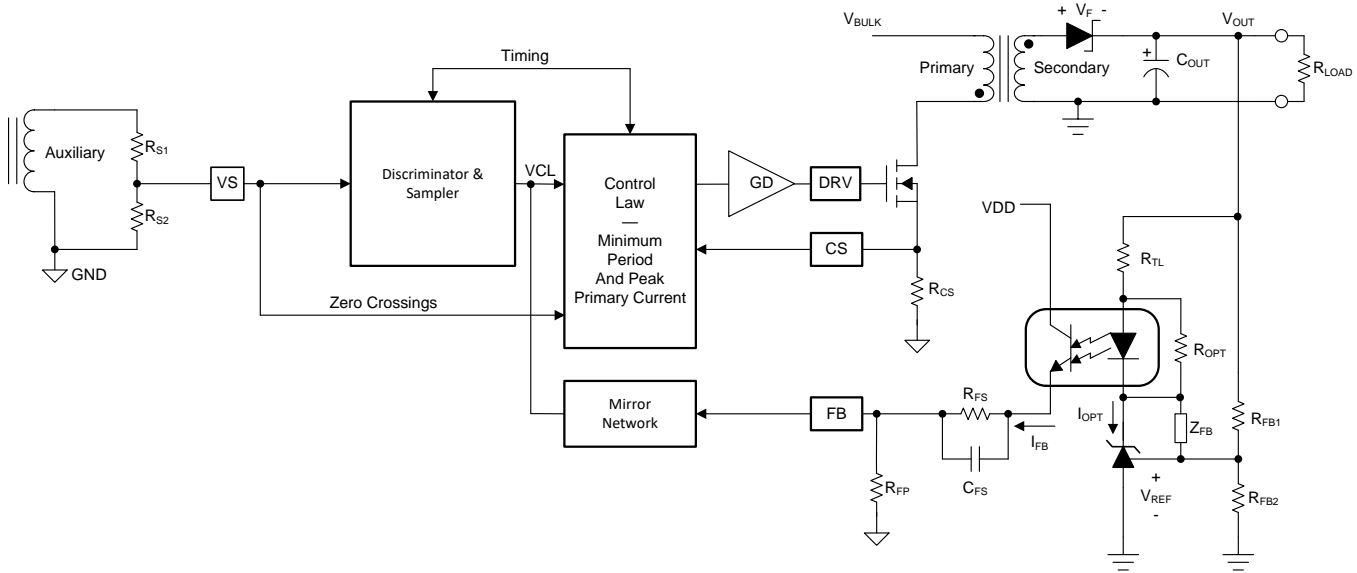 + VF -
VBULK
VOUT
Timing
Primary
Secondary
+
COUT
RLOAD
Auxiliary
RS1
RS2
GND
VS
Discriminator &
Sampler
VCL
Control
Law
—
Minimum
Period
And Peak
Primary Current
GD
DRV
CS
RCS
VDD
RTL
Zero Crossings
ROPT
Mirror
Network
FB
RFS
CFS
RFP
IFB
IOPT
ZFB
RFB1
+
VREF
-
RFB2